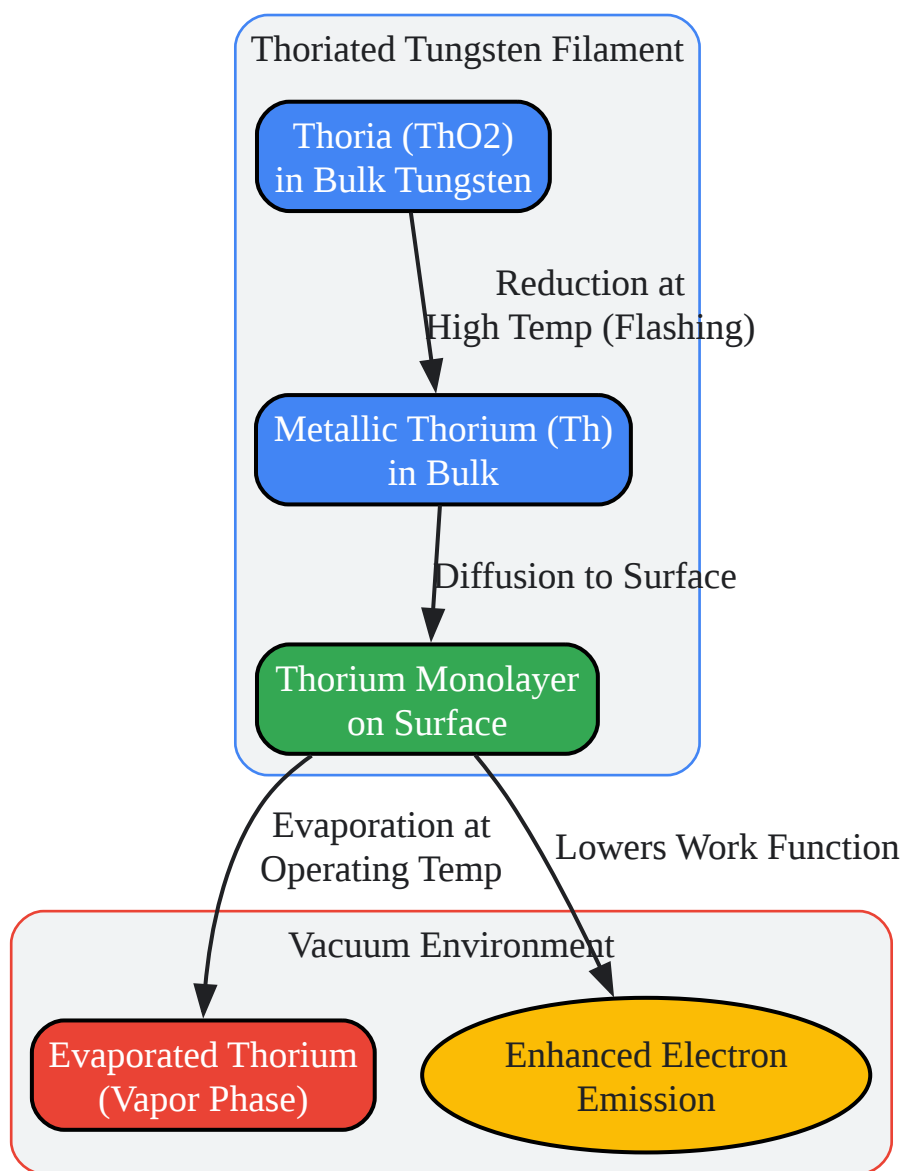 Thoriated Tungsten Filament
Thoria (ThO2)
in Bulk Tungsten
Reduction at
High Temp (Flashing)
Metallic Thorium (Th)
in Bulk
Diffusion to Surface
Thorium Monolayer
on Surface
Evaporation at
Operating Temp
Lowers Work Function
Vacuum Environment
Evaporated Thorium
(Vapor Phase)
Enhanced Electron
Emission